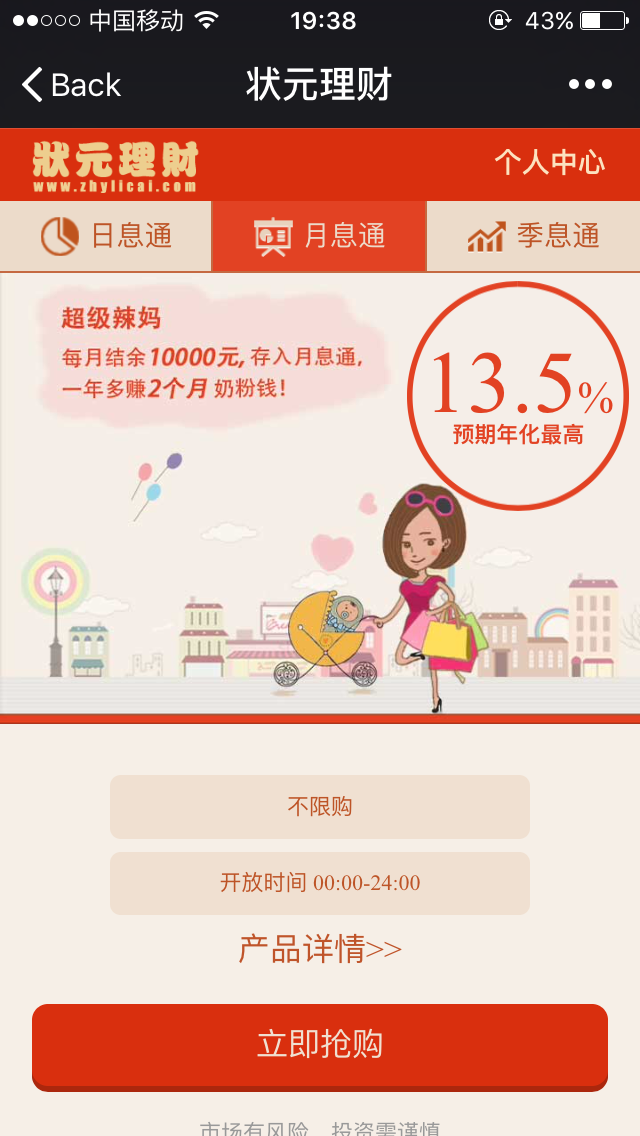 中国移动 19:38 43%
Back 状元理财
狀元理財 个人中心
www.zhylicai.com
日息通 月息通 季息通
超级辣妈
每月结余10000元, 存入月息通,
一年多赚2个月 奶粉钱!
13.5%
预期年化最高
不限购
开放时间 00:00-24:00
产品详情>>
立即抢购
市场有风险 投资需谨慎